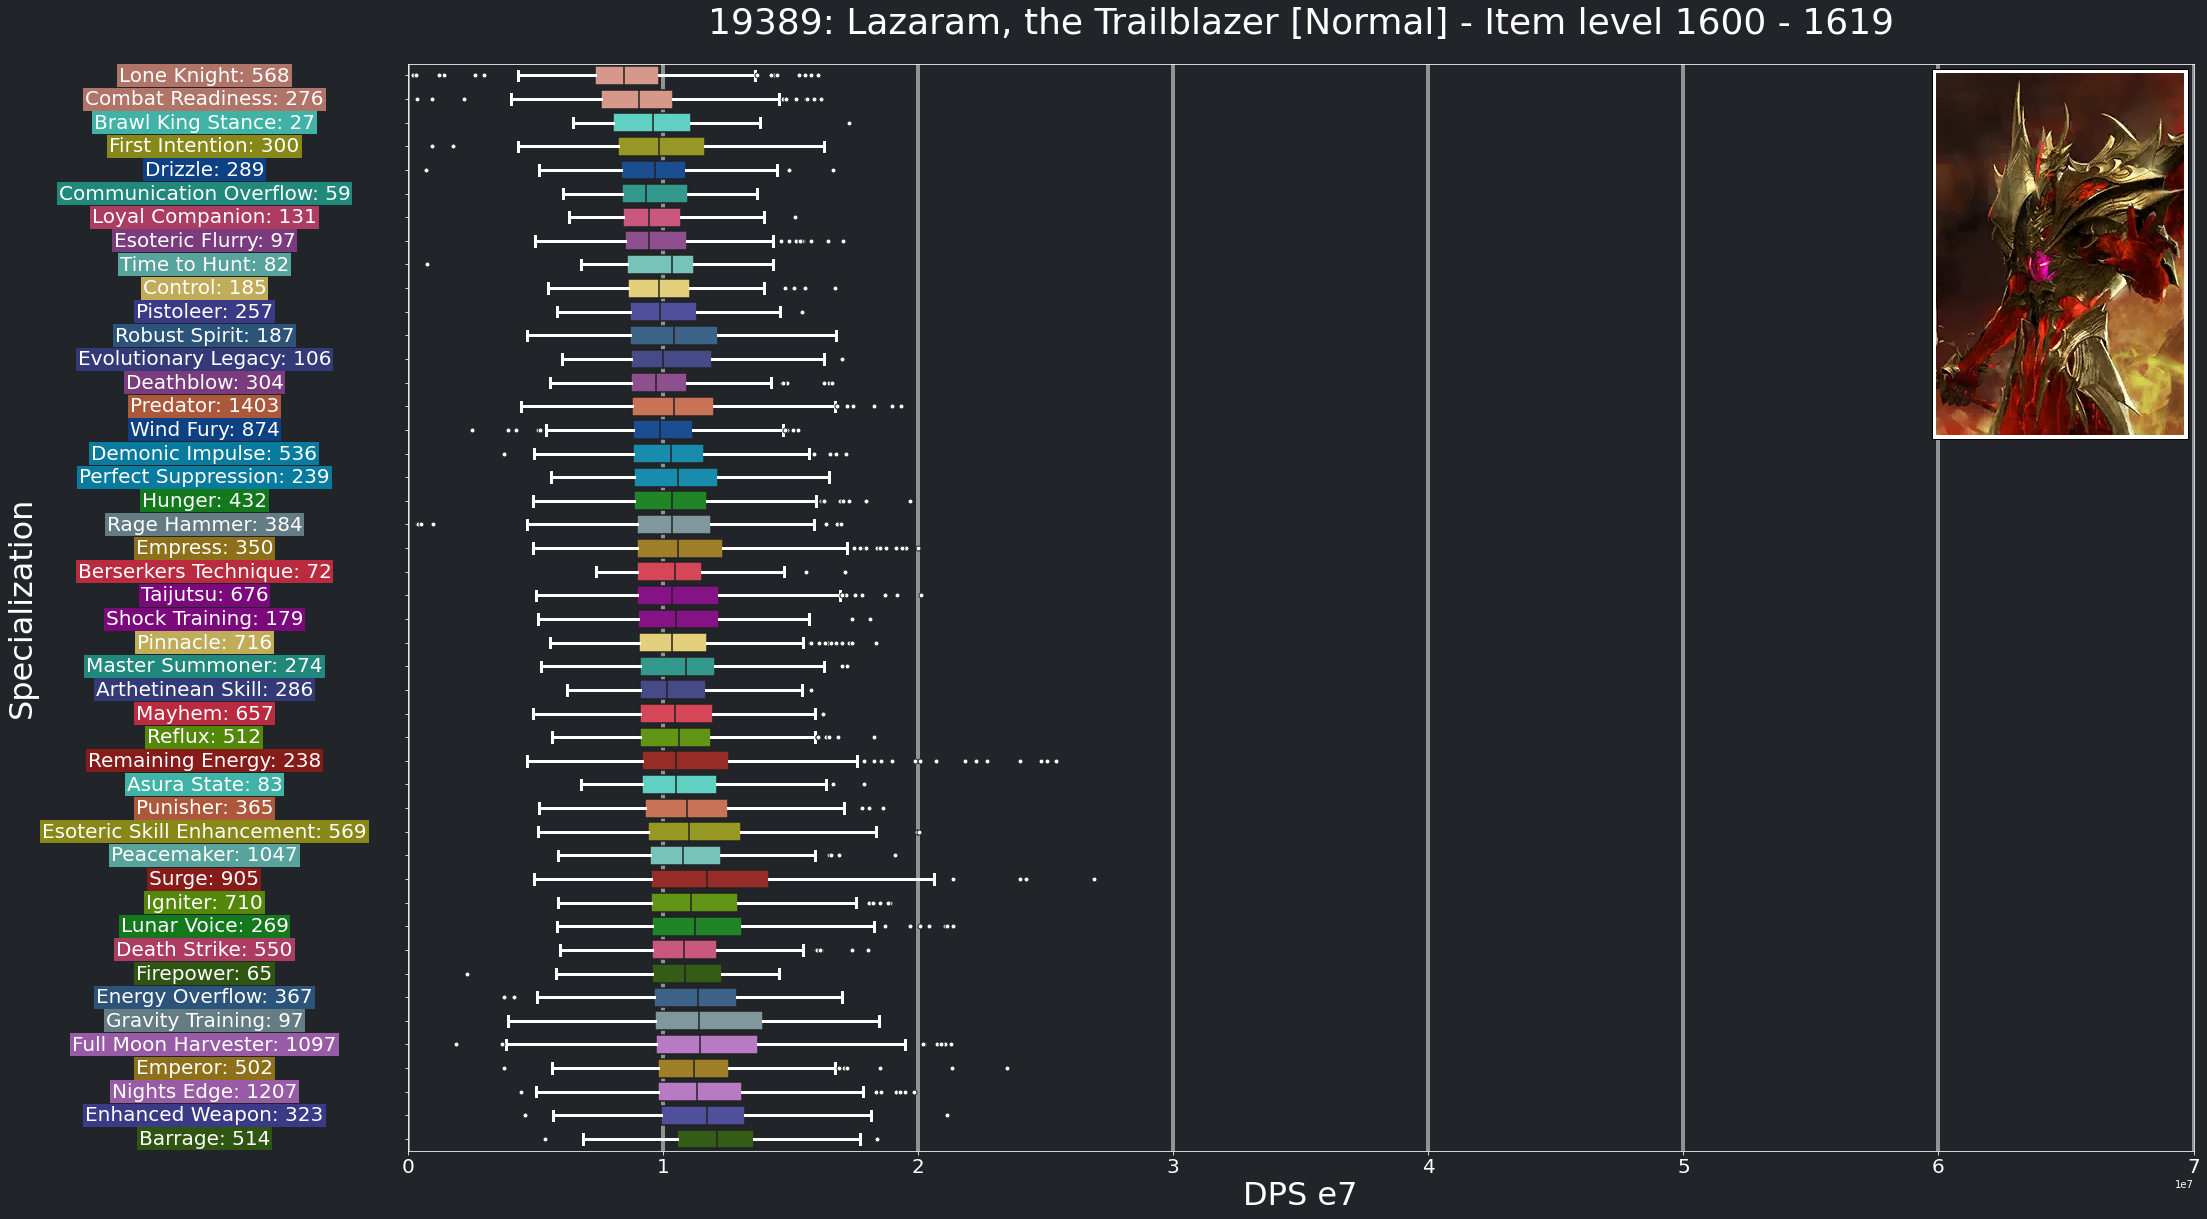 19389: Lazaram, the Trailblazer [Normal] - Item level 1600 - 1619
Lone Knight: 568
Combat Readiness: 276
Brawl King Stance: 27
First Intention: 300
Drizzle: 289
Communication Overflow: 59
Loyal Companion: 131
Esoteric Flurry: 97
Time to Hunt: 82
Control: 185
Pistoleer: 257
Robust Spirit: 187
Evolutionary Legacy: 106
Deathblow: 304
Predator: 1403
Wind Fury: 874
Demonic Impulse: 536
Perfect Suppression: 239
Hunger: 432
Rage Hammer: 384
Empress: 350
Berserkers Technique: 72
Taijutsu: 676
Shock Training: 179
Pinnacle: 716
Master Summoner: 274
Arthetinean Skill: 286
Mayhem: 657
Reflux: 512
Remaining Energy: 238
Asura State: 83
Punisher: 365
Esoteric Skill Enhancement: 569
Peacemaker: 1047
Surge: 905
Igniter: 710
Lunar Voice: 269
Death Strike: 550
Firepower: 65
Energy Overflow: 367
Gravity Training: 97
Full Moon Harvester: 1097
Emperor: 502
Nights Edge: 1207
Enhanced Weapon: 323
Barrage: 514
Specialization
0 1 2 3 4 5 6 7
1e7
DPS e7